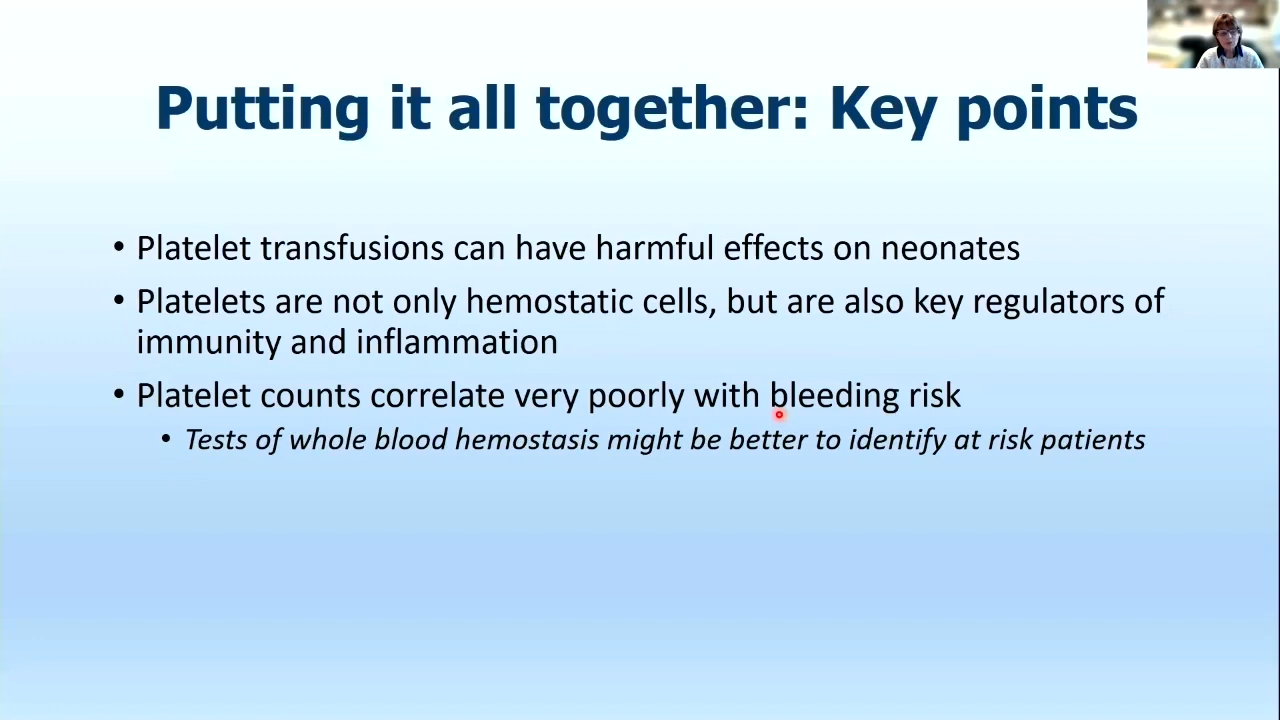 Putting it all together: Key points
• Platelet transfusions can have harmful effects on neonates
• Platelets are not only hemostatic cells, but are also key regulators of
immunity and inflammation
• Platelet counts correlate very poorly with bleeding risk
• Tests of whole blood hemostasis might be better to identify at risk patients